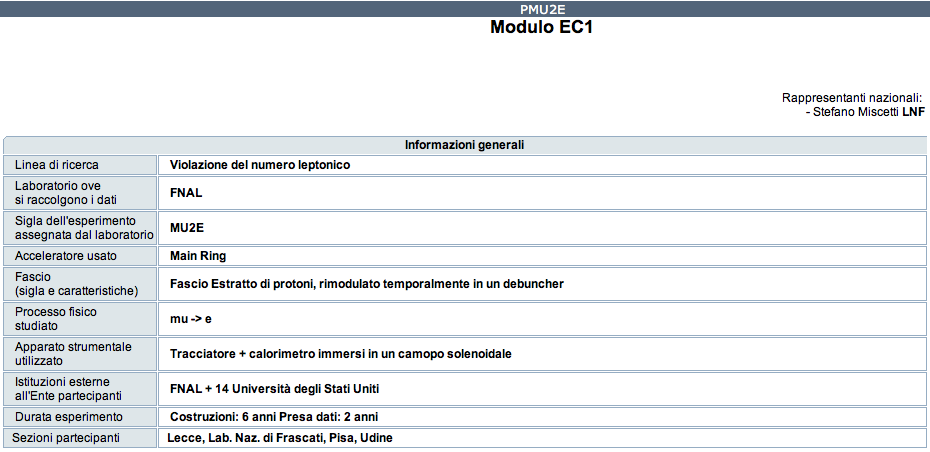 PMU2E
Modulo EC1
Rappresentanti nazionali:
- Stefano Miscetti LNF
Informazioni generali
Linea di ricerca
Violazione del numero leptonico
Laboratorio ove
si raccolgono i dati
FNAL
Sigla dell'esperimento
assegnata dal laboratorio
MU2E
Acceleratore usato
Main Ring
Fascio
(sigla e caratteristiche)
Fascio Estratto di protoni, rimodulato temporalmente in un debuncher
Processo fisico
studiato
mu -> e
Apparato strumentale
utilizzato
Tracciatore + calorimetro immersi in un camopo solenoidale
Istituzioni esterne
all'Ente partecipanti
FNAL + 14 Università degli Stati Uniti
Durata esperimento
Costruzioni: 6 anni Presa dati: 2 anni
Sezioni partecipanti
Lecce, Lab. Naz. di Frascati, Pisa, Udine